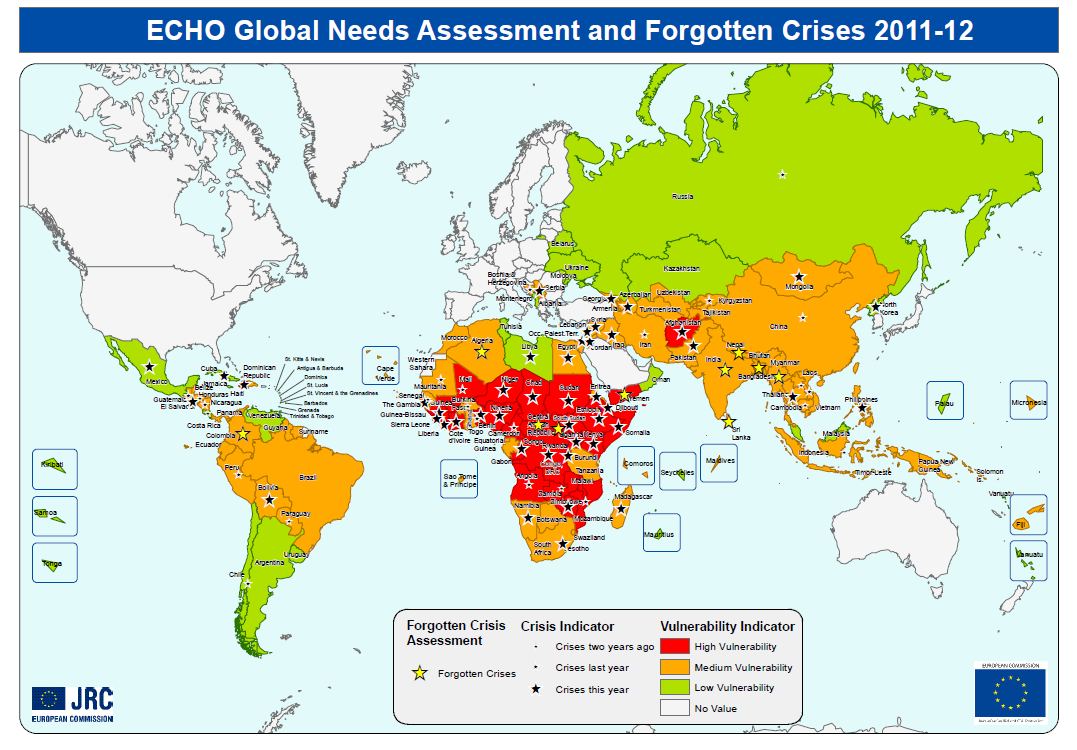 ECHO Global Needs Assessment and Forgotten Crises 2011-12
Russia
Belarus
Ukraine
Moldova
Kazakhstan
Bosnia &
Herzegovina
Serbia
Montenegro
Albania
Georgia
Azerbaijan
Armenia
Uzbekistan
Turkmenistan
Kyrgyzstan
Tajikistan
Mongolia
China
North
Korea
Tunisia
Morocco
Algeria
Libya
Egypt
Lebanon
Syria
Occ. Palest.Terr.
Jordan
Iraq
Iran
Afghanistan
Pakistan
Nepal
India
Bhutan
Bangladesh
Myanmar
Laos
Thailand
Cambodia
Vietnam
Philippines
Malaysia
Indonesia
Timor-Leste
Papua New
Guinea
Solomon
Is.
Vanuatu
Sri
Lanka
Oman
Yemen
Western
Sahara
Mauritania
Mali
Niger
Chad
Sudan
Eritrea
Djibouti
Ethiopia
Somalia
Senegal
The Gambia
Guinea-Bissau
Guinea
Sierra Leone
Liberia
Cote
d'Ivoire
Burkina
Faso
Togo
Benin
Nigeria
Cameroon
Equatorial
Guinea
Gabon
Central
Burundi
Tanzania
Angola
Zambia
Malawi
Zimbabwe
Mozambique
Madagascar
Namibia
Botswana
South
Africa
Swaziland
Lesotho
Mexico
Cuba
Jamaica
Haiti
Dominican
Republic
Belize
Honduras
Guatemala
El Salvador
Nicaragua
Costa Rica
Panama
Venezuela
Guyana
Suriname
Colombia
Ecuador
Peru
Brazil
Bolivia
Paraguay
Uruguay
Argentina
Chile
St. Kitts & Nevis
Antigua & Barbuda
Dominica
St. Lucia
St. Vincent & the Grenadines
Barbados
Grenada
Trinidad & Tobago
Cape
Verde
Sao Tome
& Principe
Comoros
Seychelles
Maldives
Mauritius
Palau
Micronesia
Fiji
Vanuatu
Kiribati
Samoa
Tonga
Forgotten Crisis
Assessment
Forgotten Crises
Crisis Indicator
Crises two years ago
Crises last year
Crises this year
Vulnerability Indicator
High Vulnerability
Medium Vulnerability
Low Vulnerability
No Value
JRC
EUROPEAN COMMISSION
EUROPEAN COMMISSION